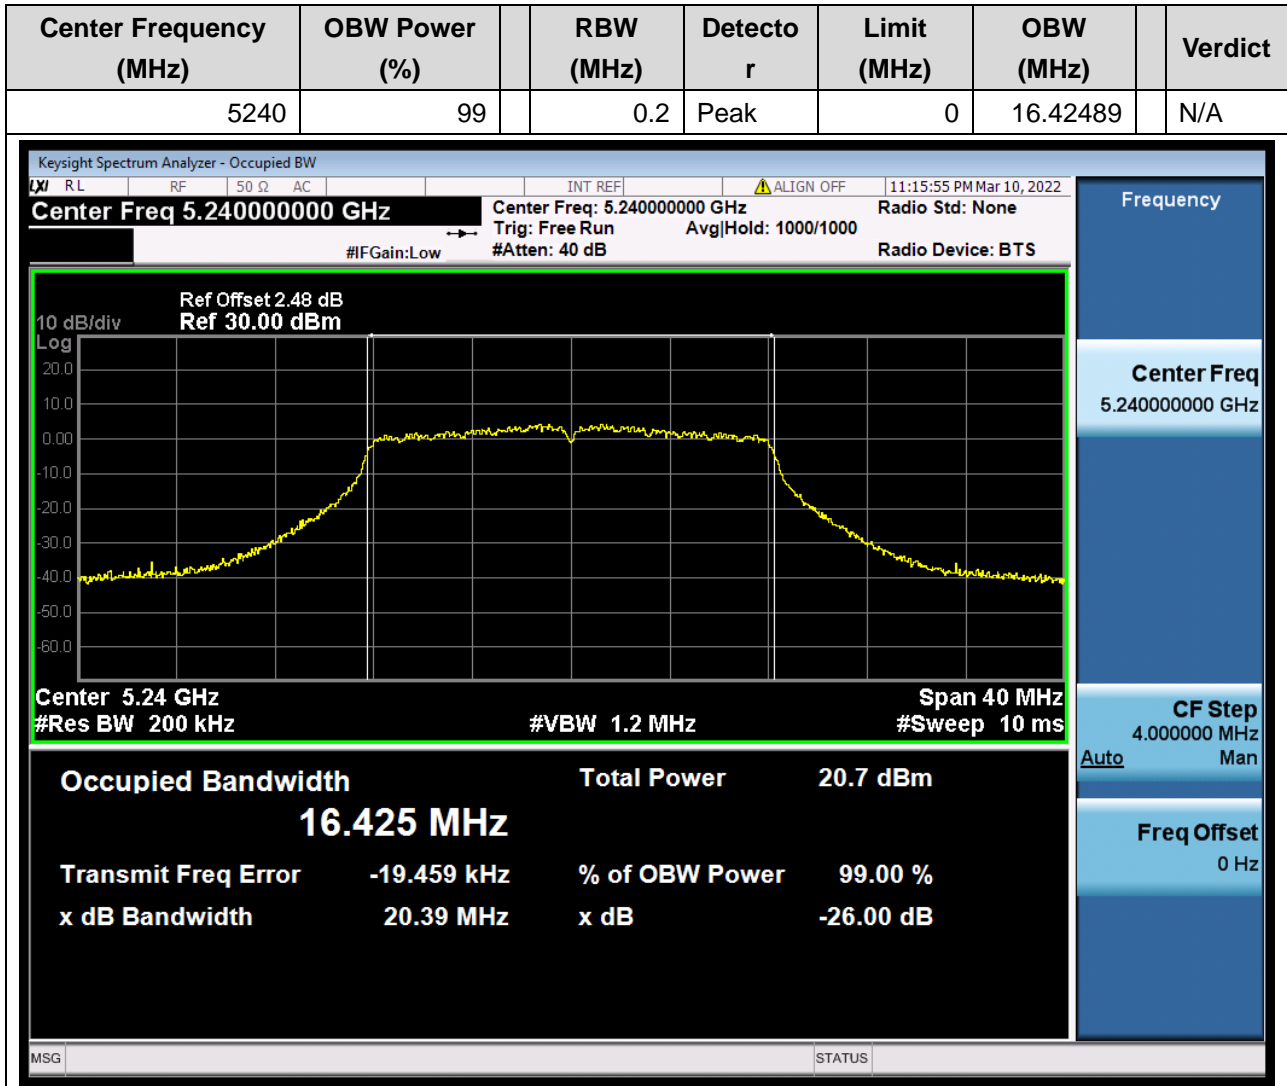 Center Frequency (MHz) OBW Power (%) RBW (MHz) Detector Limit (MHz) OBW (MHz) Verdict
5240 99 0.2 Peak 0 16.42489 N/A
Keysight Spectrum Analyzer - Occupied BW
LXI RL RF 50 Ω AC INT REF ALIGN OFF 11:15:55 PM Mar 10, 2022
Center Freq 5.240000000 GHz
Center Freq: 5.240000000 GHz
Radio Std: None
Trig: Free Run Avg|Hold: 1000/1000
#IFGain:Low
#Atten: 40 dB
Radio Device: BTS
Frequency
Ref Offset 2.48 dB
10 dB/div Ref 30.00 dBm
Log
20.0
10.0
0.00
-10.0
-20.0
-30.0
-40.0
-50.0
-60.0
Center 5.24 GHz Span 40 MHz
#Res BW 200 kHz #VBW 1.2 MHz #Sweep 10 ms
Center Freq
5.240000000 GHz
CF Step
4.000000 MHz
Auto Man
Freq Offset
0 Hz
Occupied Bandwidth Total Power 20.7 dBm
16.425 MHz
Transmit Freq Error -19.459 kHz % of OBW Power 99.00 %
x dB Bandwidth 20.39 MHz x dB -26.00 dB
MSG STATUS